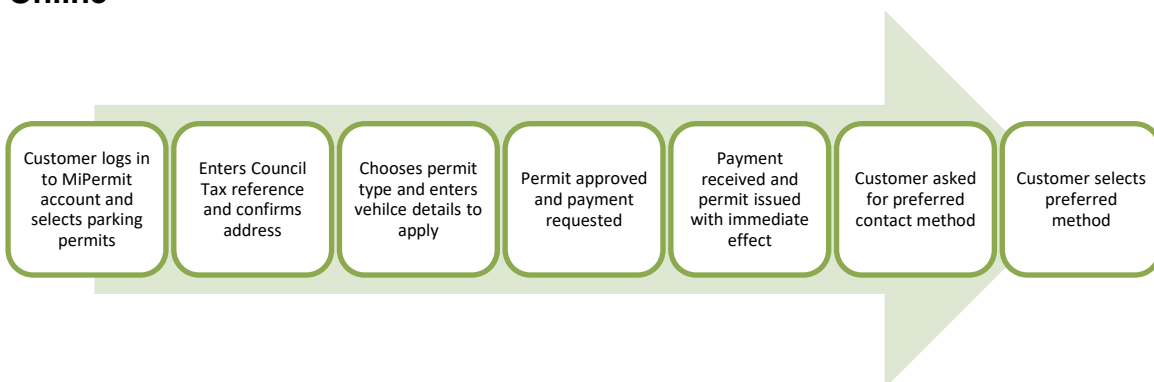 Online
Customer logs in
to MiPermit
account and
selects parking
permits
Enters Council
Tax reference
and confirms
address
Chooses permit
type and enters
vehilce details to
apply
Permit approved
and payment
requested
Payment
received and
permit issued
with immediate
effect
Customer asked
for preferred
contact method
Customer selects
preferred
method